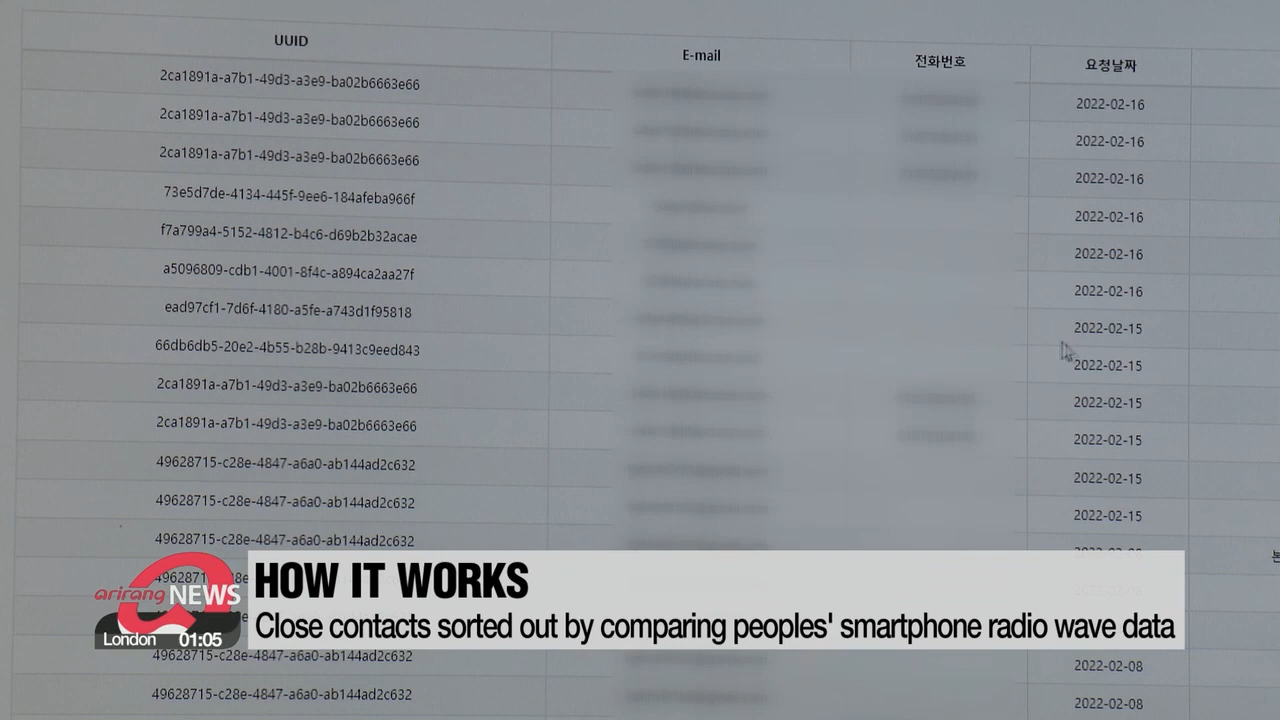 UUID E-mail 전화번호 요청날짜
2ca1891a-a7b1-49d3-a3e9-ba02b6663e66 2022-02-16
2ca1891a-a7b1-49d3-a3e9-ba02b6663e66 2022-02-16
2ca1891a-a7b1-49d3-a3e9-ba02b6663e66 2022-02-16
73e5d7de-4134-445f-9ee6-184afeba966f 2022-02-16
f7a799a4-5152-4812-b4c6-d69b2b32acae 2022-02-16
a5096809-cdb1-4001-8f4c-a894ca2aa27f 2022-02-16
ead97cf1-7d6f-4180-a5fe-a743d1f95818 2022-02-15
66db6db5-20e2-4b55-b28b-9413c9eed843 2022-02-15
2ca1891a-a7b1-49d3-a3e9-ba02b6663e66 2022-02-15
2ca1891a-a7b1-49d3-a3e9-ba02b6663e66 2022-02-15
49628715-c28e-4847-a6a0-ab144ad2c632 2022-02-15
49628715-c28e-4847-a6a0-ab144ad2c632 2022-02-15
49628715-c28e-4847-a6a0-ab144ad2c632
arirang NEWS
London 01:05
HOW IT WORKS
Close contacts sorted out by comparing peoples' smartphone radio wave data
49628715-c28e-4847-a6a0-ab144ad2c632 2022-02-08
49628715-c28e-4847-a6a0-ab144ad2c632 2022-02-08